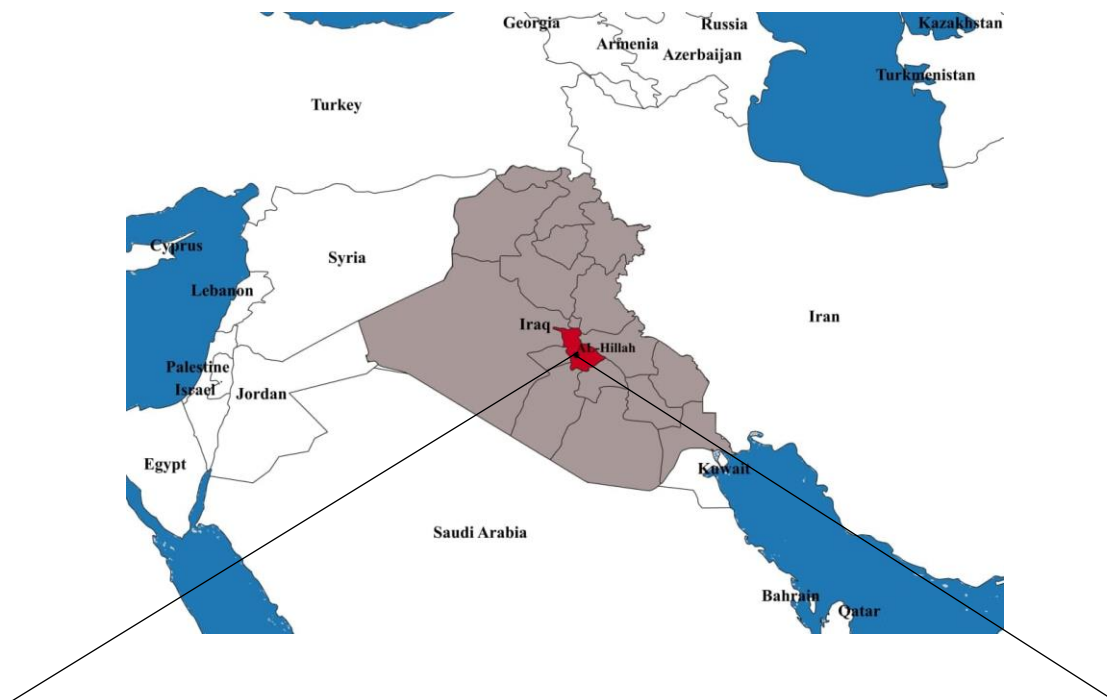 Georgia
Russia
Kazakhstan
Armenia
Azerbaijan
Turkmenistan
Turkey
Cyprus
Syria
Lebanon
Iraq
Iran
AL-Hillah
Palestine
Israel
Jordan
Egypt
Kuwait
Saudi Arabia
Bahrain
Qatar